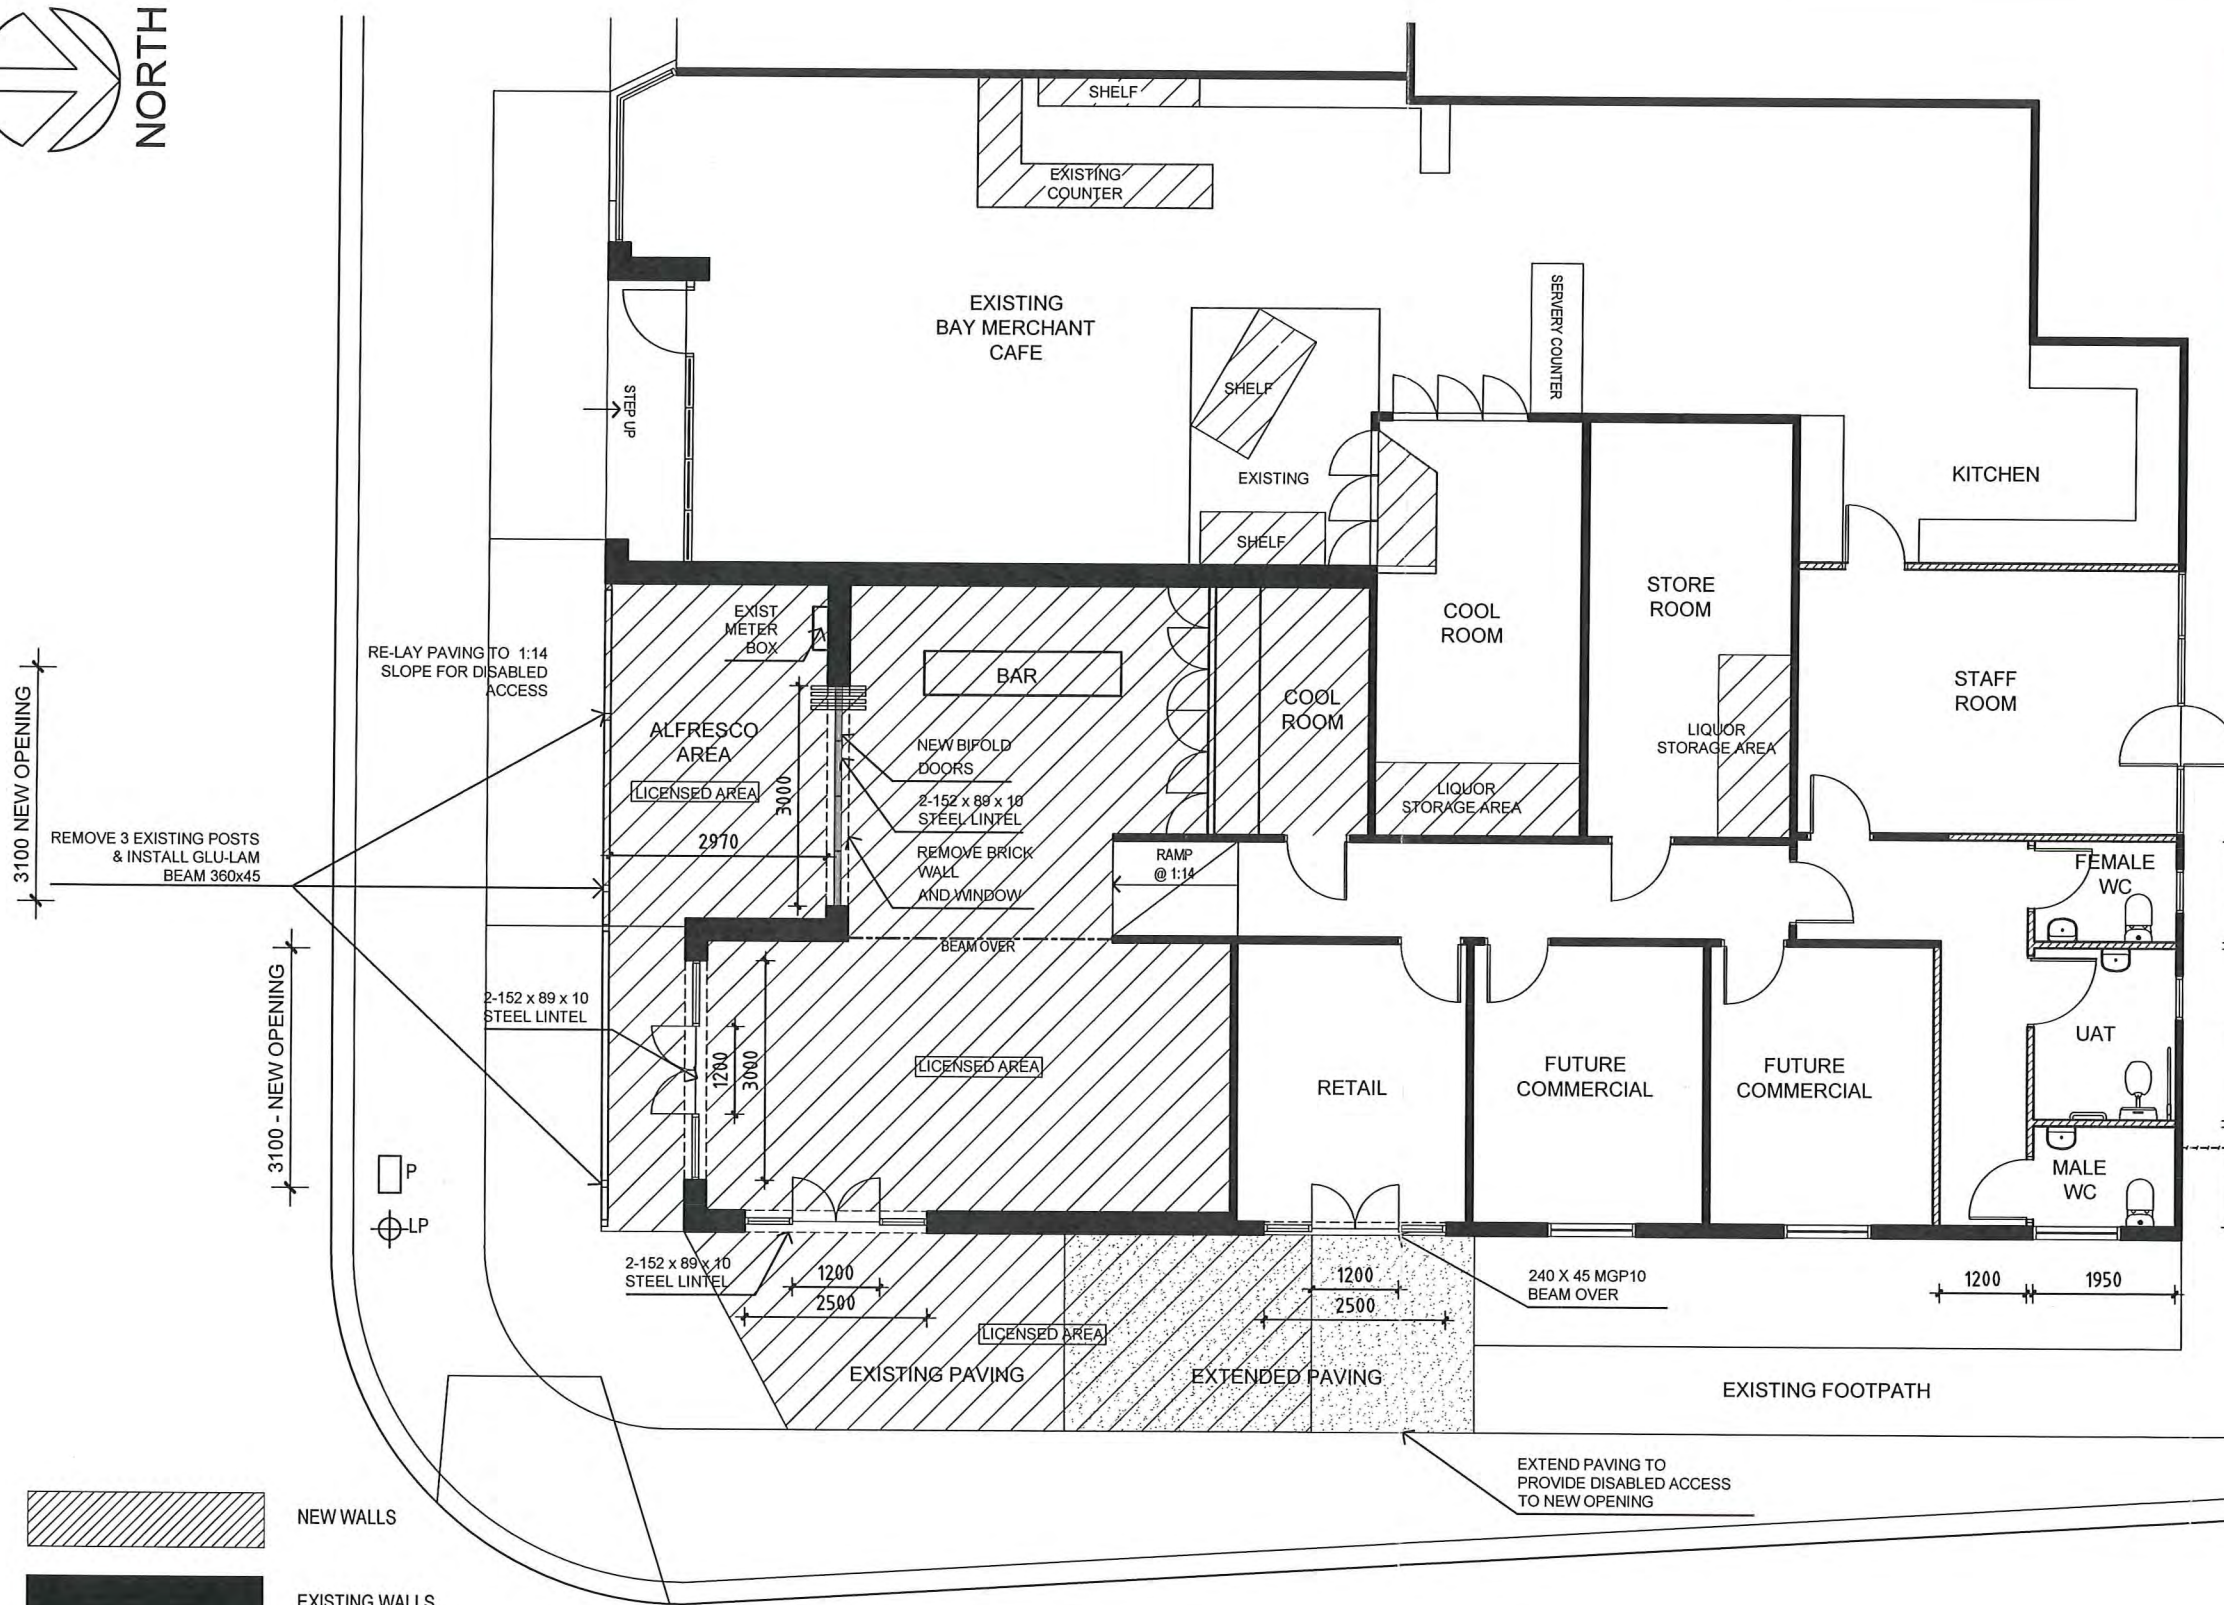 NORTH
SHELF
EXISTING
COUNTER
EXISTING
BAY MERCHANT
CAFE
SERVERY COUNTER
SHELF
STEP UP
EXISTING
KITCHEN
SHELF
EXIST
METER
BOX
STORE
ROOM
COOL
ROOM
RE-LAY PAVING TO 1:14
SLOPE FOR DISABLED
ACCESS
BAR
COOL
ROOM
STAFF
ROOM
ALFRESCO
AREA
LICENSED AREA
3000
2970
NEW BIFOLD
DOORS
2-152 x 89 x 10
STEEL LINTEL
REMOVE BRICK
WALL
AND WINDOW
LIQUOR
STORAGE AREA
LIQUOR
STORAGE AREA
3100 NEW OPENING
REMOVE 3 EXISTING POSTS
& INSTALL GLU-LAM
BEAM 360x45
RAMP
@ 1:14
FEMALE
WC
BEAM OVER
3100 - NEW OPENING
2-152 x 89 x 10
STEEL LINTEL
1200
3000
LICENSED AREA
RETAIL
FUTURE
COMMERCIAL
FUTURE
COMMERCIAL
UAT
MALE
WC
P
LP
2-152 x 89 x 10
STEEL LINTEL
1200
2500
1200
2500
240 X 45 MGP10
BEAM OVER
1200
1950
LICENSED AREA
EXISTING PAVING
EXTENDED PAVING
EXISTING FOOTPATH
EXTEND PAVING TO
PROVIDE DISABLED ACCESS
TO NEW OPENING
NEW WALLS
EXISTING WALLS